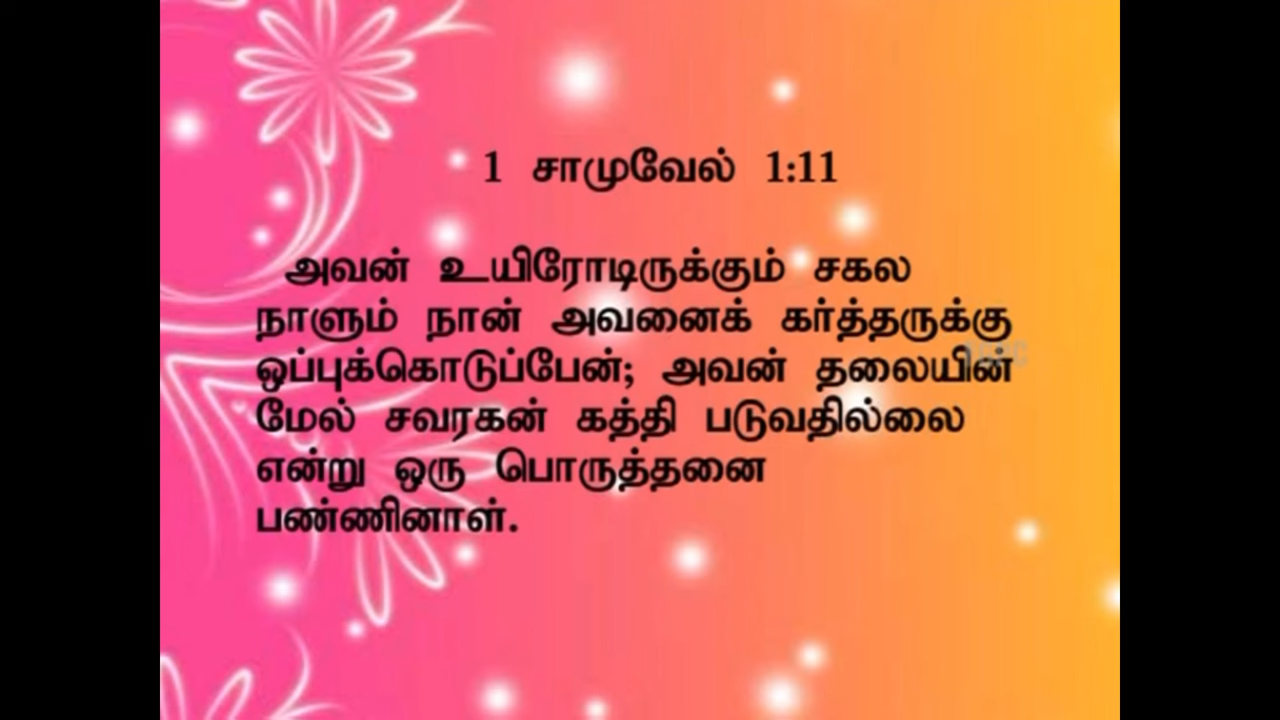 1 சாமுவேல் 1:11
அவன் உயிரோடிருக்கும் சகல
நாளும் நான் அவனைக் கர்த்தருக்கு
ஒப்புக்கொடுப்பேன்; அவன் தலையின்
மேல் சவரகன் கத்தி படுவதில்லை
என்று ஒரு பொருத்தனை
பண்ணினாள்.